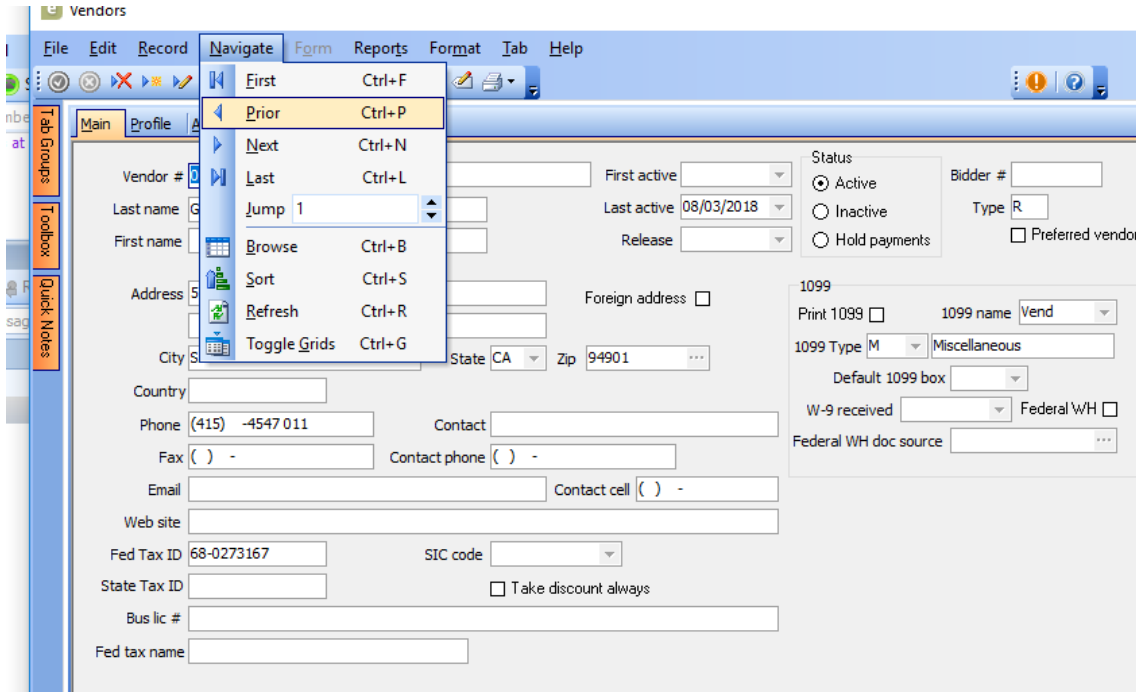 Vendors
File Edit Record Navigate Form Reports Format Tab Help
First Ctrl+F
Prior Ctrl+P
Next Ctrl+N
Last Ctrl+L
Jump 1
Browse Ctrl+B
Sort Ctrl+S
Refresh Ctrl+R
Toggle Grids Ctrl+G
at
Tab Groups
Toolbox
Quick Notes
Main Profile
Vendor # 0
First active
Last name G
Last active 08/03/2018
First name
Release
Status
Active
Inactive
Hold payments
Bidder #
Type R
Preferred vendor
Address 5
Foreign address
City S
State CA Zip 94901
Country
Phone (415) -4547 011
Contact
Fax ( ) -
Contact phone ( ) -
Email
Contact cell ( ) -
Web site
Fed Tax ID 68-0273167
SIC code
State Tax ID
Take discount always
Bus lic #
Fed tax name
1099
Print 1099
1099 name Vend
1099 Type M Miscellaneous
Default 1099 box
W-9 received
Federal WH
Federal WH doc source